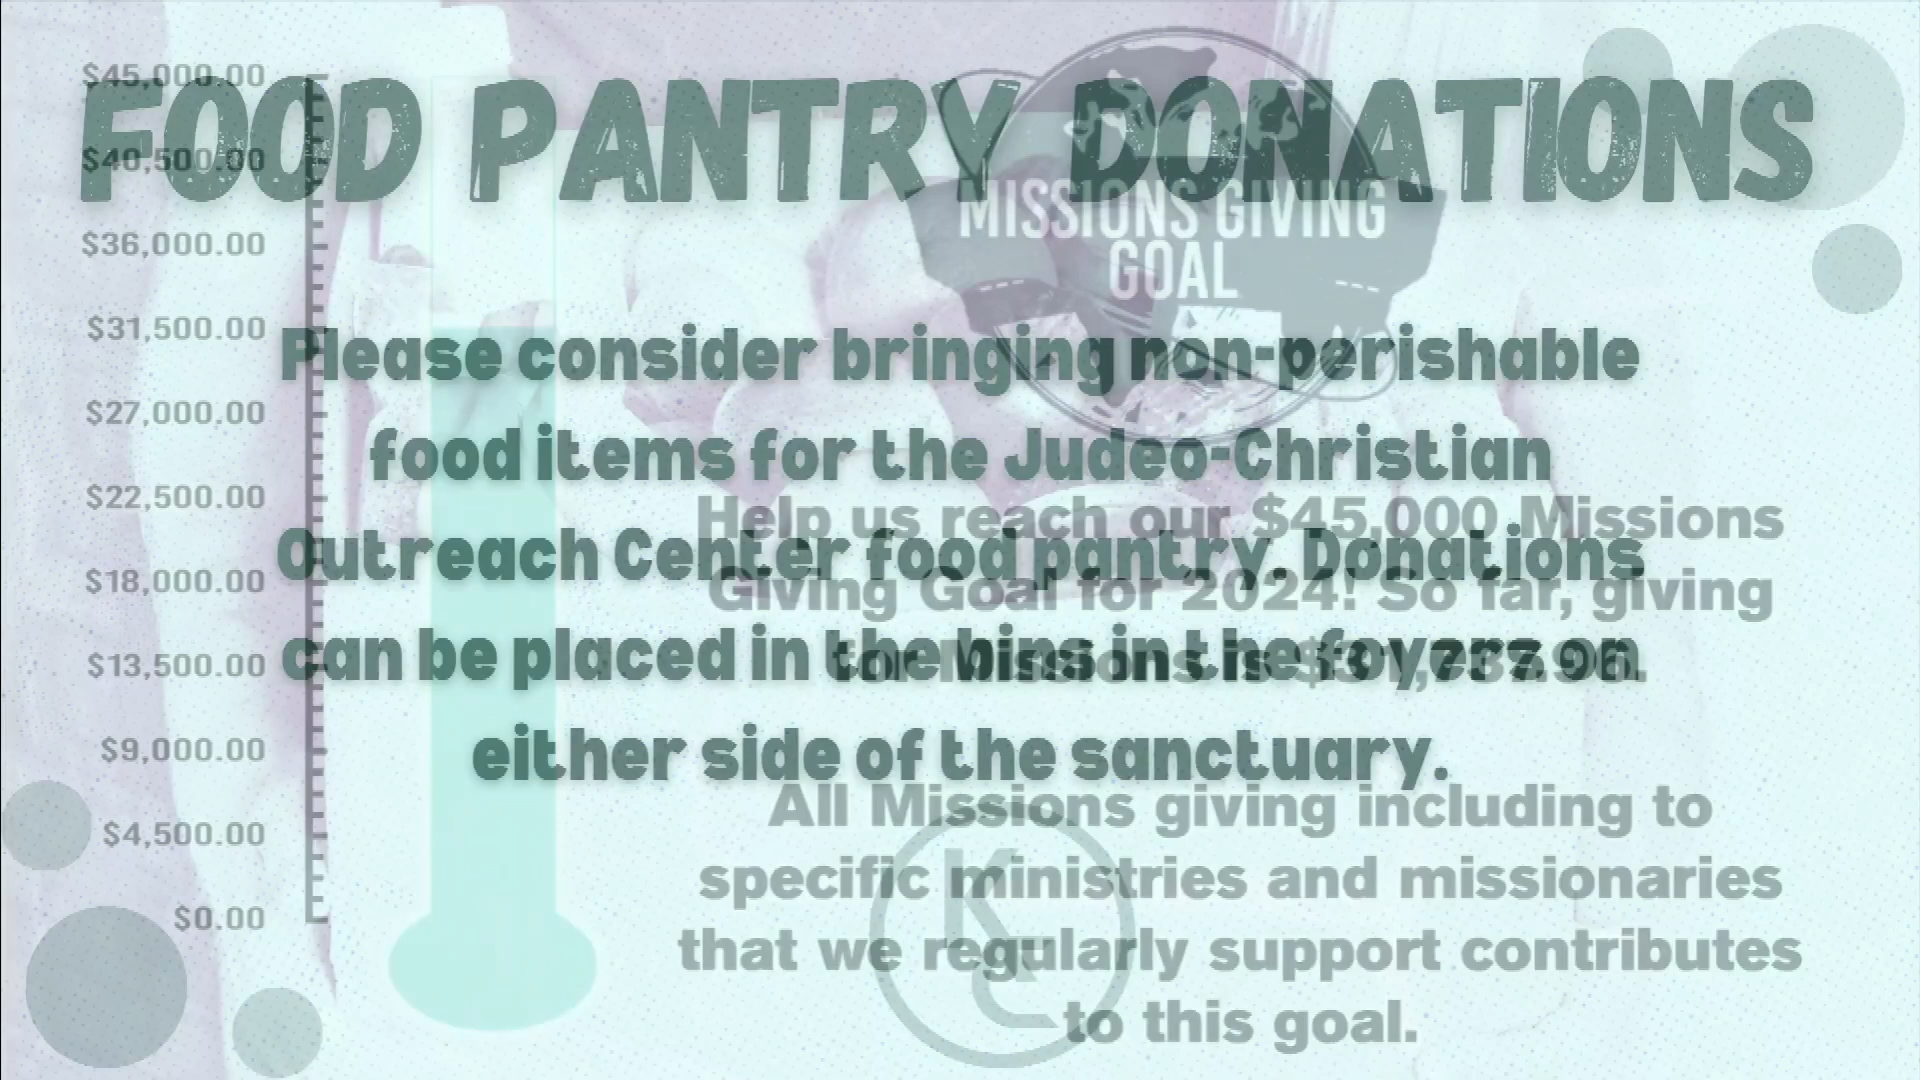 FOOD PANTRY DONATIONS
Please consider bringing non-perishable
food items for the Judeo-Christian
Outreach Center food pantry. Donations
can be placed in the bins in the foyer on
either side of the sanctuary.
$45,000.00
$40,500.00
$36,000.00
$31,500.00
$27,000.00
$22,500.00
$18,000.00
$13,500.00
$9,000.00
$4,500.00
$0.00
MISSIONS GIVING
GOAL
Help us reach our $45,000 Missions
Giving Goal for 2024! So far, giving
for Missions is
All Missions giving including to
specific ministries and missionaries
that we regularly support contributes
to this goal.